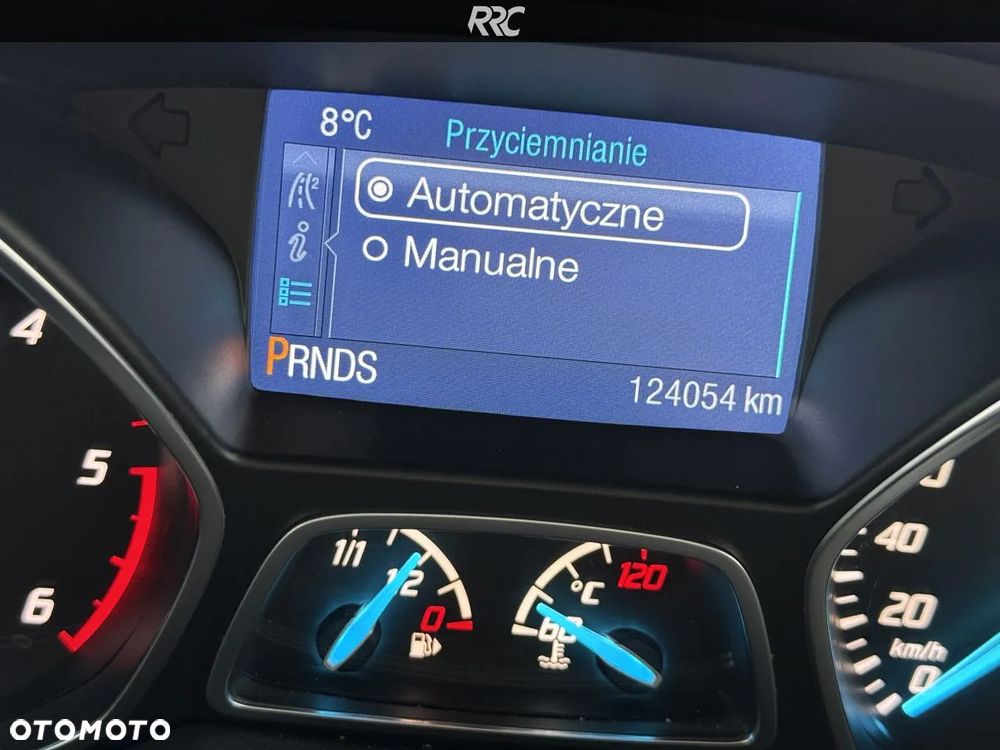 RRC
8°C
Przyciemnianie
Automatyczne
Manualne
PRNDS
124054 km
4
5
6
1/1
1/2
0
°C
120
60
40
20
km/h
0
OTOMOTO